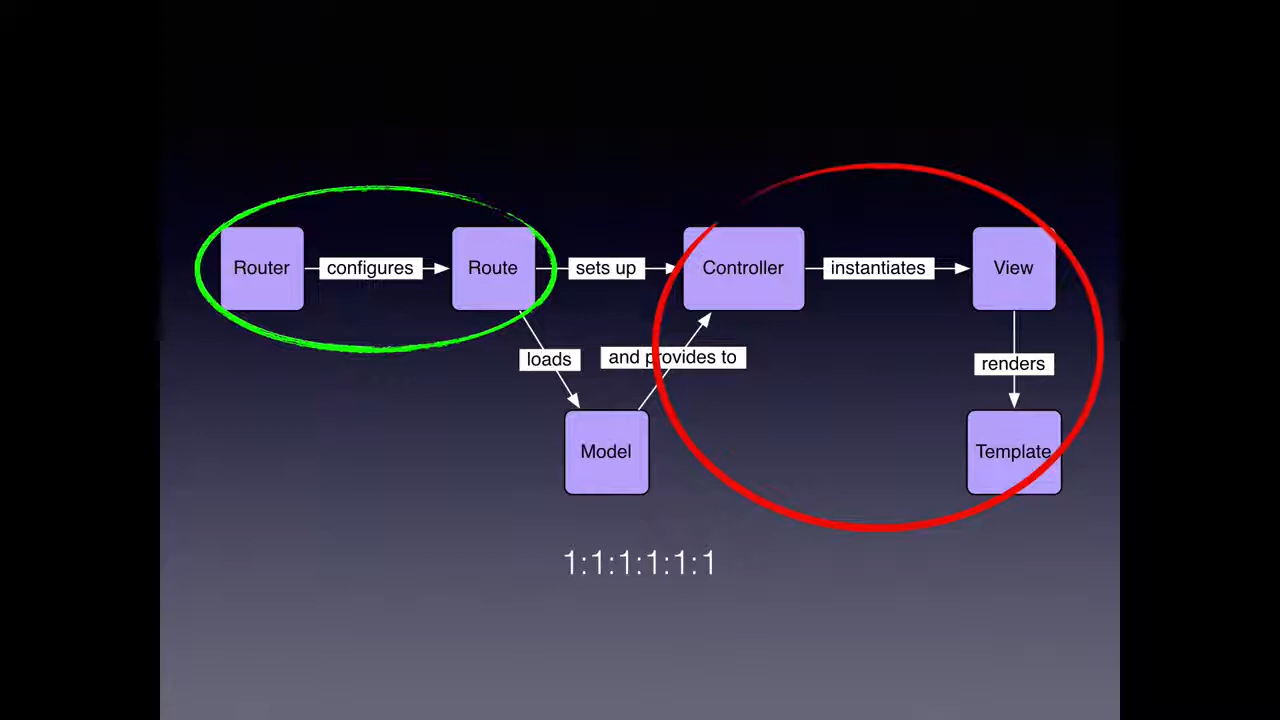 Router
configures
Route
sets up
Controller
instantiates
View
loads
and provides to
renders
Model
Template
1:1:1:1:1:1